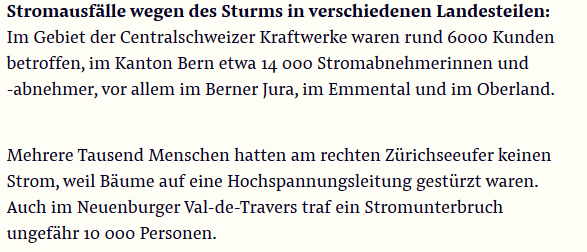 Stromausfälle wegen des Sturms in verschiedenen Landesteilen:
Im Gebiet der Centralschweizer Kraftwerke waren rund 6000 Kunden
betroffen, im Kanton Bern etwa 14 000 Stromabnehmerinnen und
-abnehmer, vor allem im Berner Jura, im Emmental und im Oberland.
Mehrere Tausend Menschen hatten am rechten Zürichseeufer keinen
Strom, weil Bäume auf eine Hochspannungsleitung gestürzt waren.
Auch im Neuenburger Val-de-Travers traf ein Stromunterbruch
ungefähr 10 000 Personen.